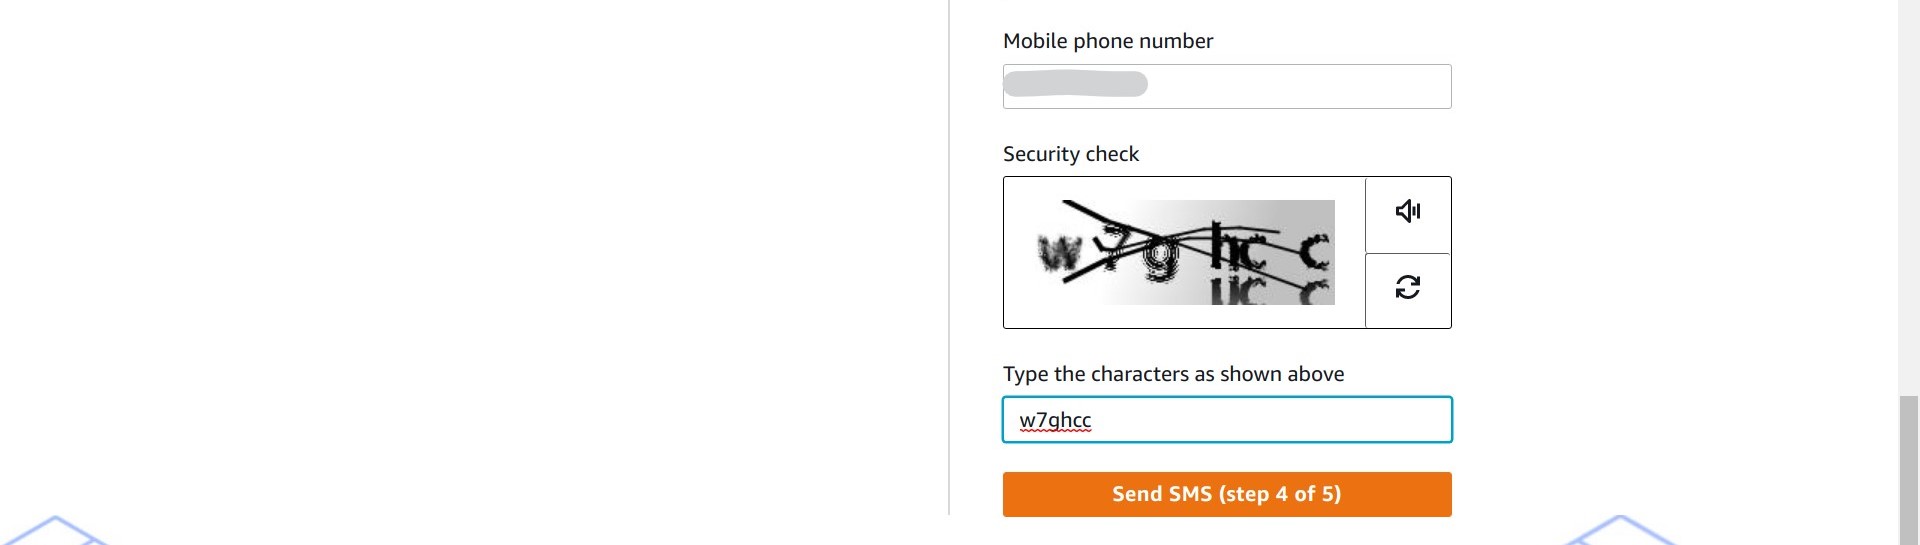 Mobile phone number
Security check
w7ghcc
Type the characters as shown above
w7ghcc
Send SMS (step 4 of 5)